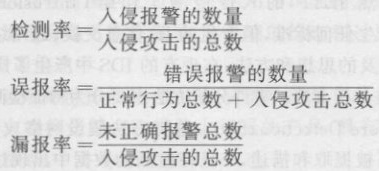 检测率=入侵报警的数量/入侵攻击的总数
误报率=错误报警的数量/正常行为总数+入侵攻击总数
漏报率=未正确报警总数/入侵攻击的总数